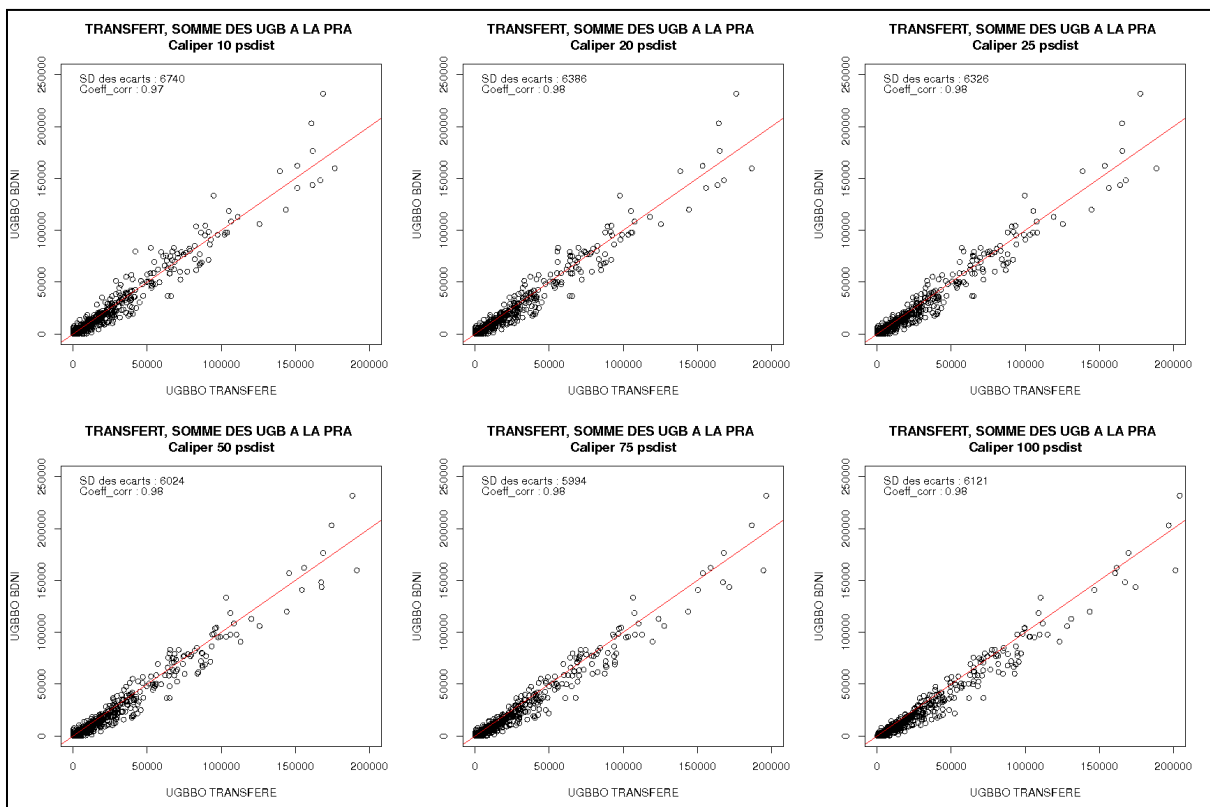 TRANSFERT, SOMME DES UGB A LA PRA
Caliper 10 psdist
SD des ecarts : 6740
Coeff_corr : 0.97
UGBBO BDNI
0 50000 100000 150000 200000 250000
0 50000 100000 150000 200000
UGBBO TRANSFERE
TRANSFERT, SOMME DES UGB A LA PRA
Caliper 20 psdist
SD des ecarts : 6386
Coeff_corr : 0.98
UGBBO BDNI
0 50000 100000 150000 200000 250000
0 50000 100000 150000 200000
UGBBO TRANSFERE
TRANSFERT, SOMME DES UGB A LA PRA
Caliper 25 psdist
SD des ecarts : 6326
Coeff_corr : 0.98
UGBBO BDNI
0 50000 100000 150000 200000 250000
0 50000 100000 150000 200000
UGBBO TRANSFERE
TRANSFERT, SOMME DES UGB A LA PRA
Caliper 50 psdist
SD des ecarts : 6024
Coeff_corr : 0.98
UGBBO BDNI
0 50000 100000 150000 200000 250000
0 50000 100000 150000 200000
UGBBO TRANSFERE
TRANSFERT, SOMME DES UGB A LA PRA
Caliper 75 psdist
SD des ecarts : 5994
Coeff_corr : 0.98
UGBBO BDNI
0 50000 100000 150000 200000 250000
0 50000 100000 150000 200000
UGBBO TRANSFERE
TRANSFERT, SOMME DES UGB A LA PRA
Caliper 100 psdist
SD des ecarts : 6121
Coeff_corr : 0.98
UGBBO BDNI
0 50000 100000 150000 200000 250000
0 50000 100000 150000 200000
UGBBO TRANSFERE